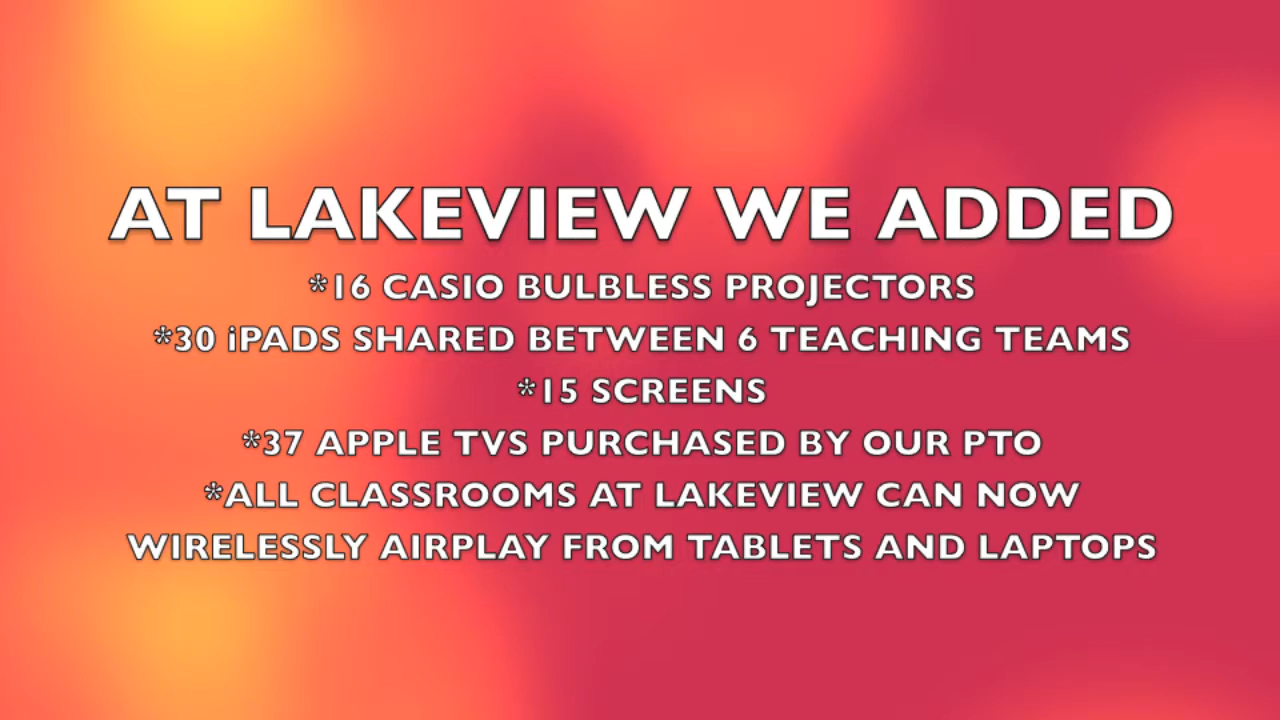 AT LAKEVIEW WE ADDED
*16 CASIO BULBLESS PROJECTORS
*30 iPADS SHARED BETWEEN 6 TEACHING TEAMS
*15 SCREENS
*37 APPLE TVS PURCHASED BY OUR PTO
*ALL CLASSROOMS AT LAKEVIEW CAN NOW
WIRELESSLY AIRPLAY FROM TABLETS AND LAPTOPS